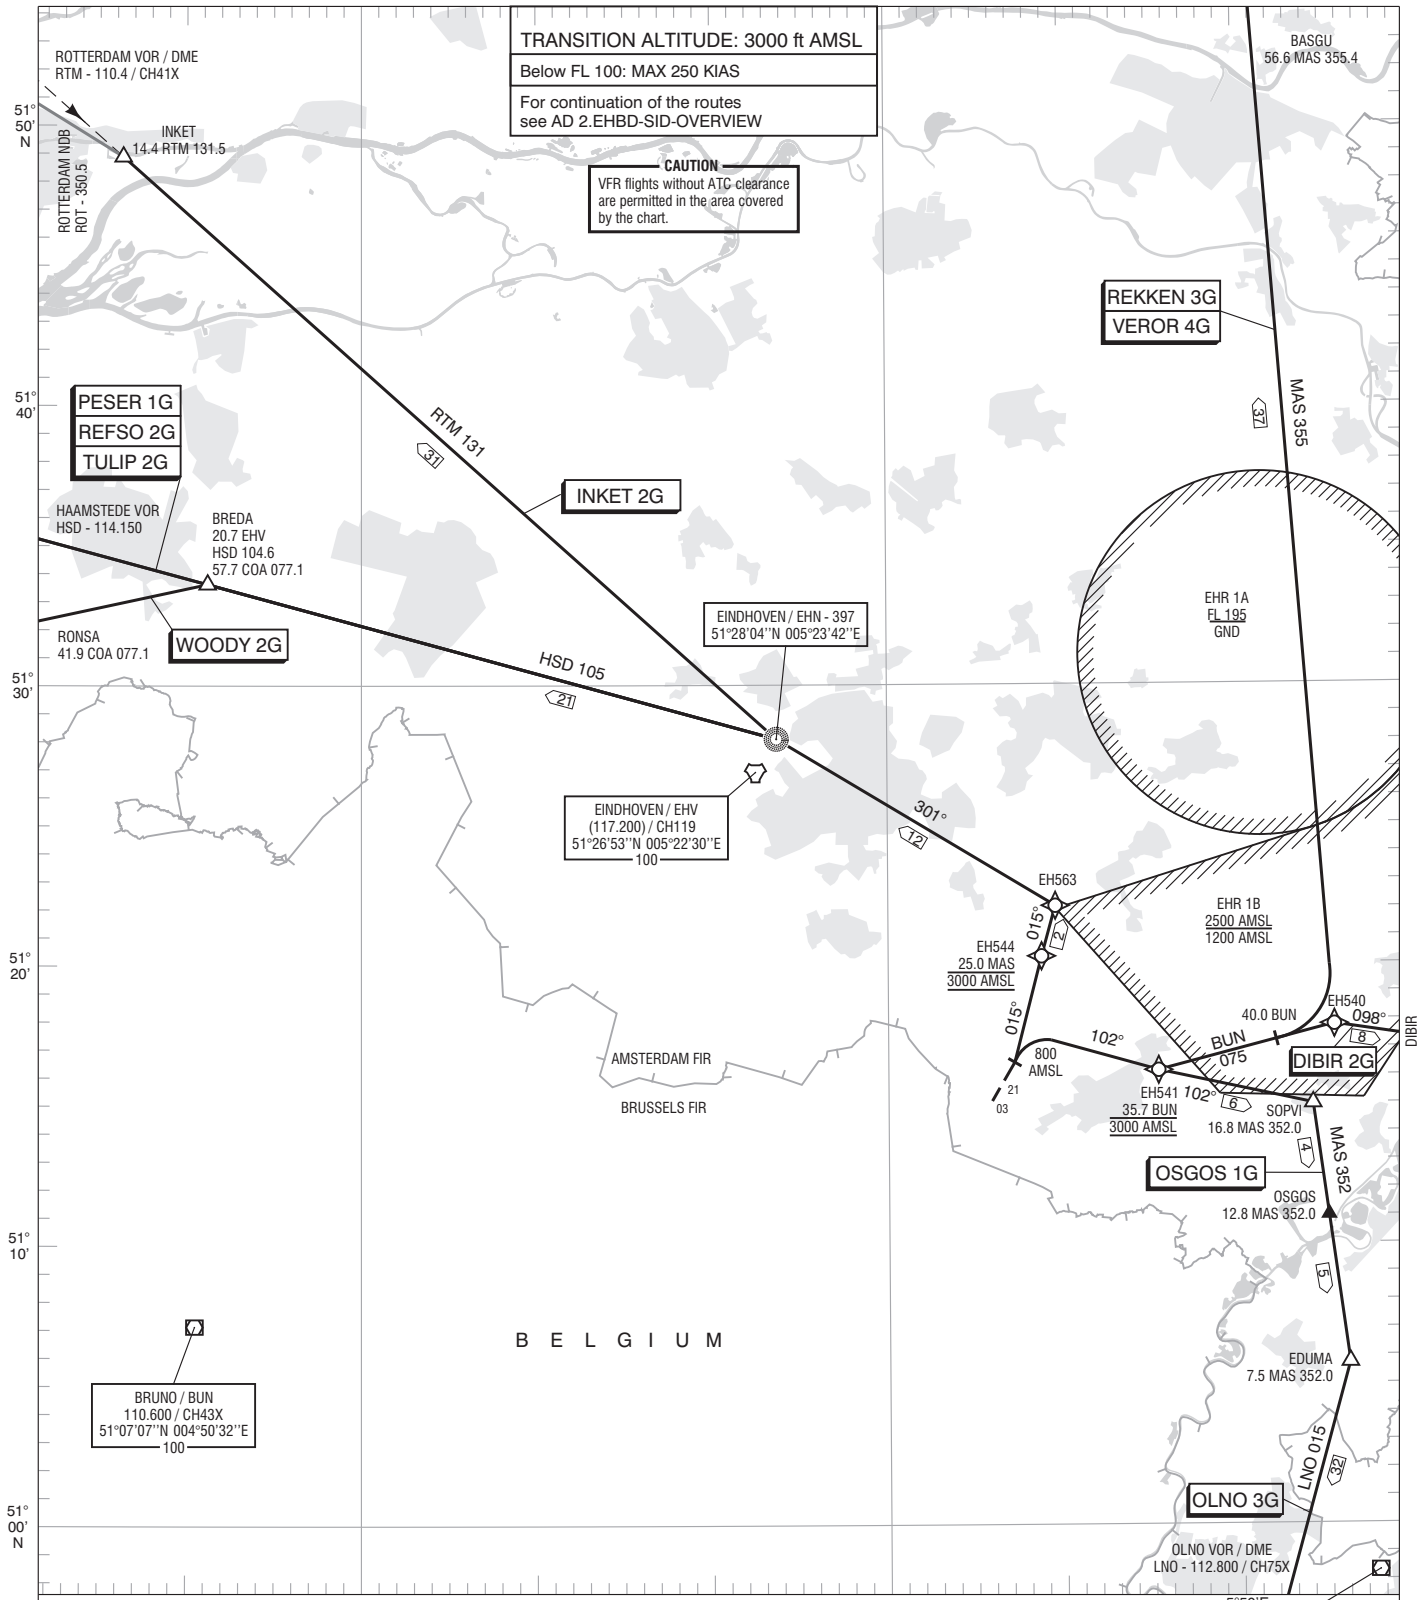 TRANSITION ALTITUDE: 3000 ft AMSL
Below FL 100: MAX 250 KIAS
For continuation of the routes
see AD 2.EHBD-SID-OVERVIEW
CAUTION
VFR flights without ATC clearance
are permitted in the area covered
by the chart.
ROTTERDAM VOR / DME
RTM - 110.4 / CH41X
BASGU
56.6 MAS 355.4
51°
50'
N
INKET
14.4 RTM 131.5
ROTTERDAM NDB
ROT - 350.5
REKKEN 3G
VEROR 4G
51°
40'
PESER 1G
REFSO 2G
TULIP 2G
RTM 131
31
MAS 355
37
INKET 2G
HAAMSTEDE VOR
HSD - 114.150
BREDA
20.7 EHV
HSD 104.6
57.7 COA 077.1
EHR 1A
FL 195
GND
EINDHOVEN / EHN - 397
51°28'04''N 005°23'42''E
RONSA
41.9 COA 077.1
WOODY 2G
HSD 105
21
51°
30'
EINDHOVEN / EHV
(117.200) / CH119
51°26'53''N 005°22'30''E
100
301°
12
EH563
EHR 1B
2500 AMSL
1200 AMSL
015°
2
EH544
25.0 MAS
3000 AMSL
51°
20'
015°
40.0 BUN
EH540
098°
8
DIBIR
102°
BUN
075
DIBIR 2G
800
AMSL
AMSTERDAM FIR
BRUSSELS FIR
21
03
EH541
35.7 BUN
3000 AMSL
102°
6
SOPVI
16.8 MAS 352.0
4
MAS 352
OSGOS 1G
OSGOS
12.8 MAS 352.0
51°
10'
5
BELGIUM
EDUMA
7.5 MAS 352.0
BRUNO / BUN
110.600 / CH43X
51°07'07''N 004°50'32''E
100
LNO 015
32
OLNO 3G
51°
00'
N
OLNO VOR / DME
LNO - 112.800 / CH75X